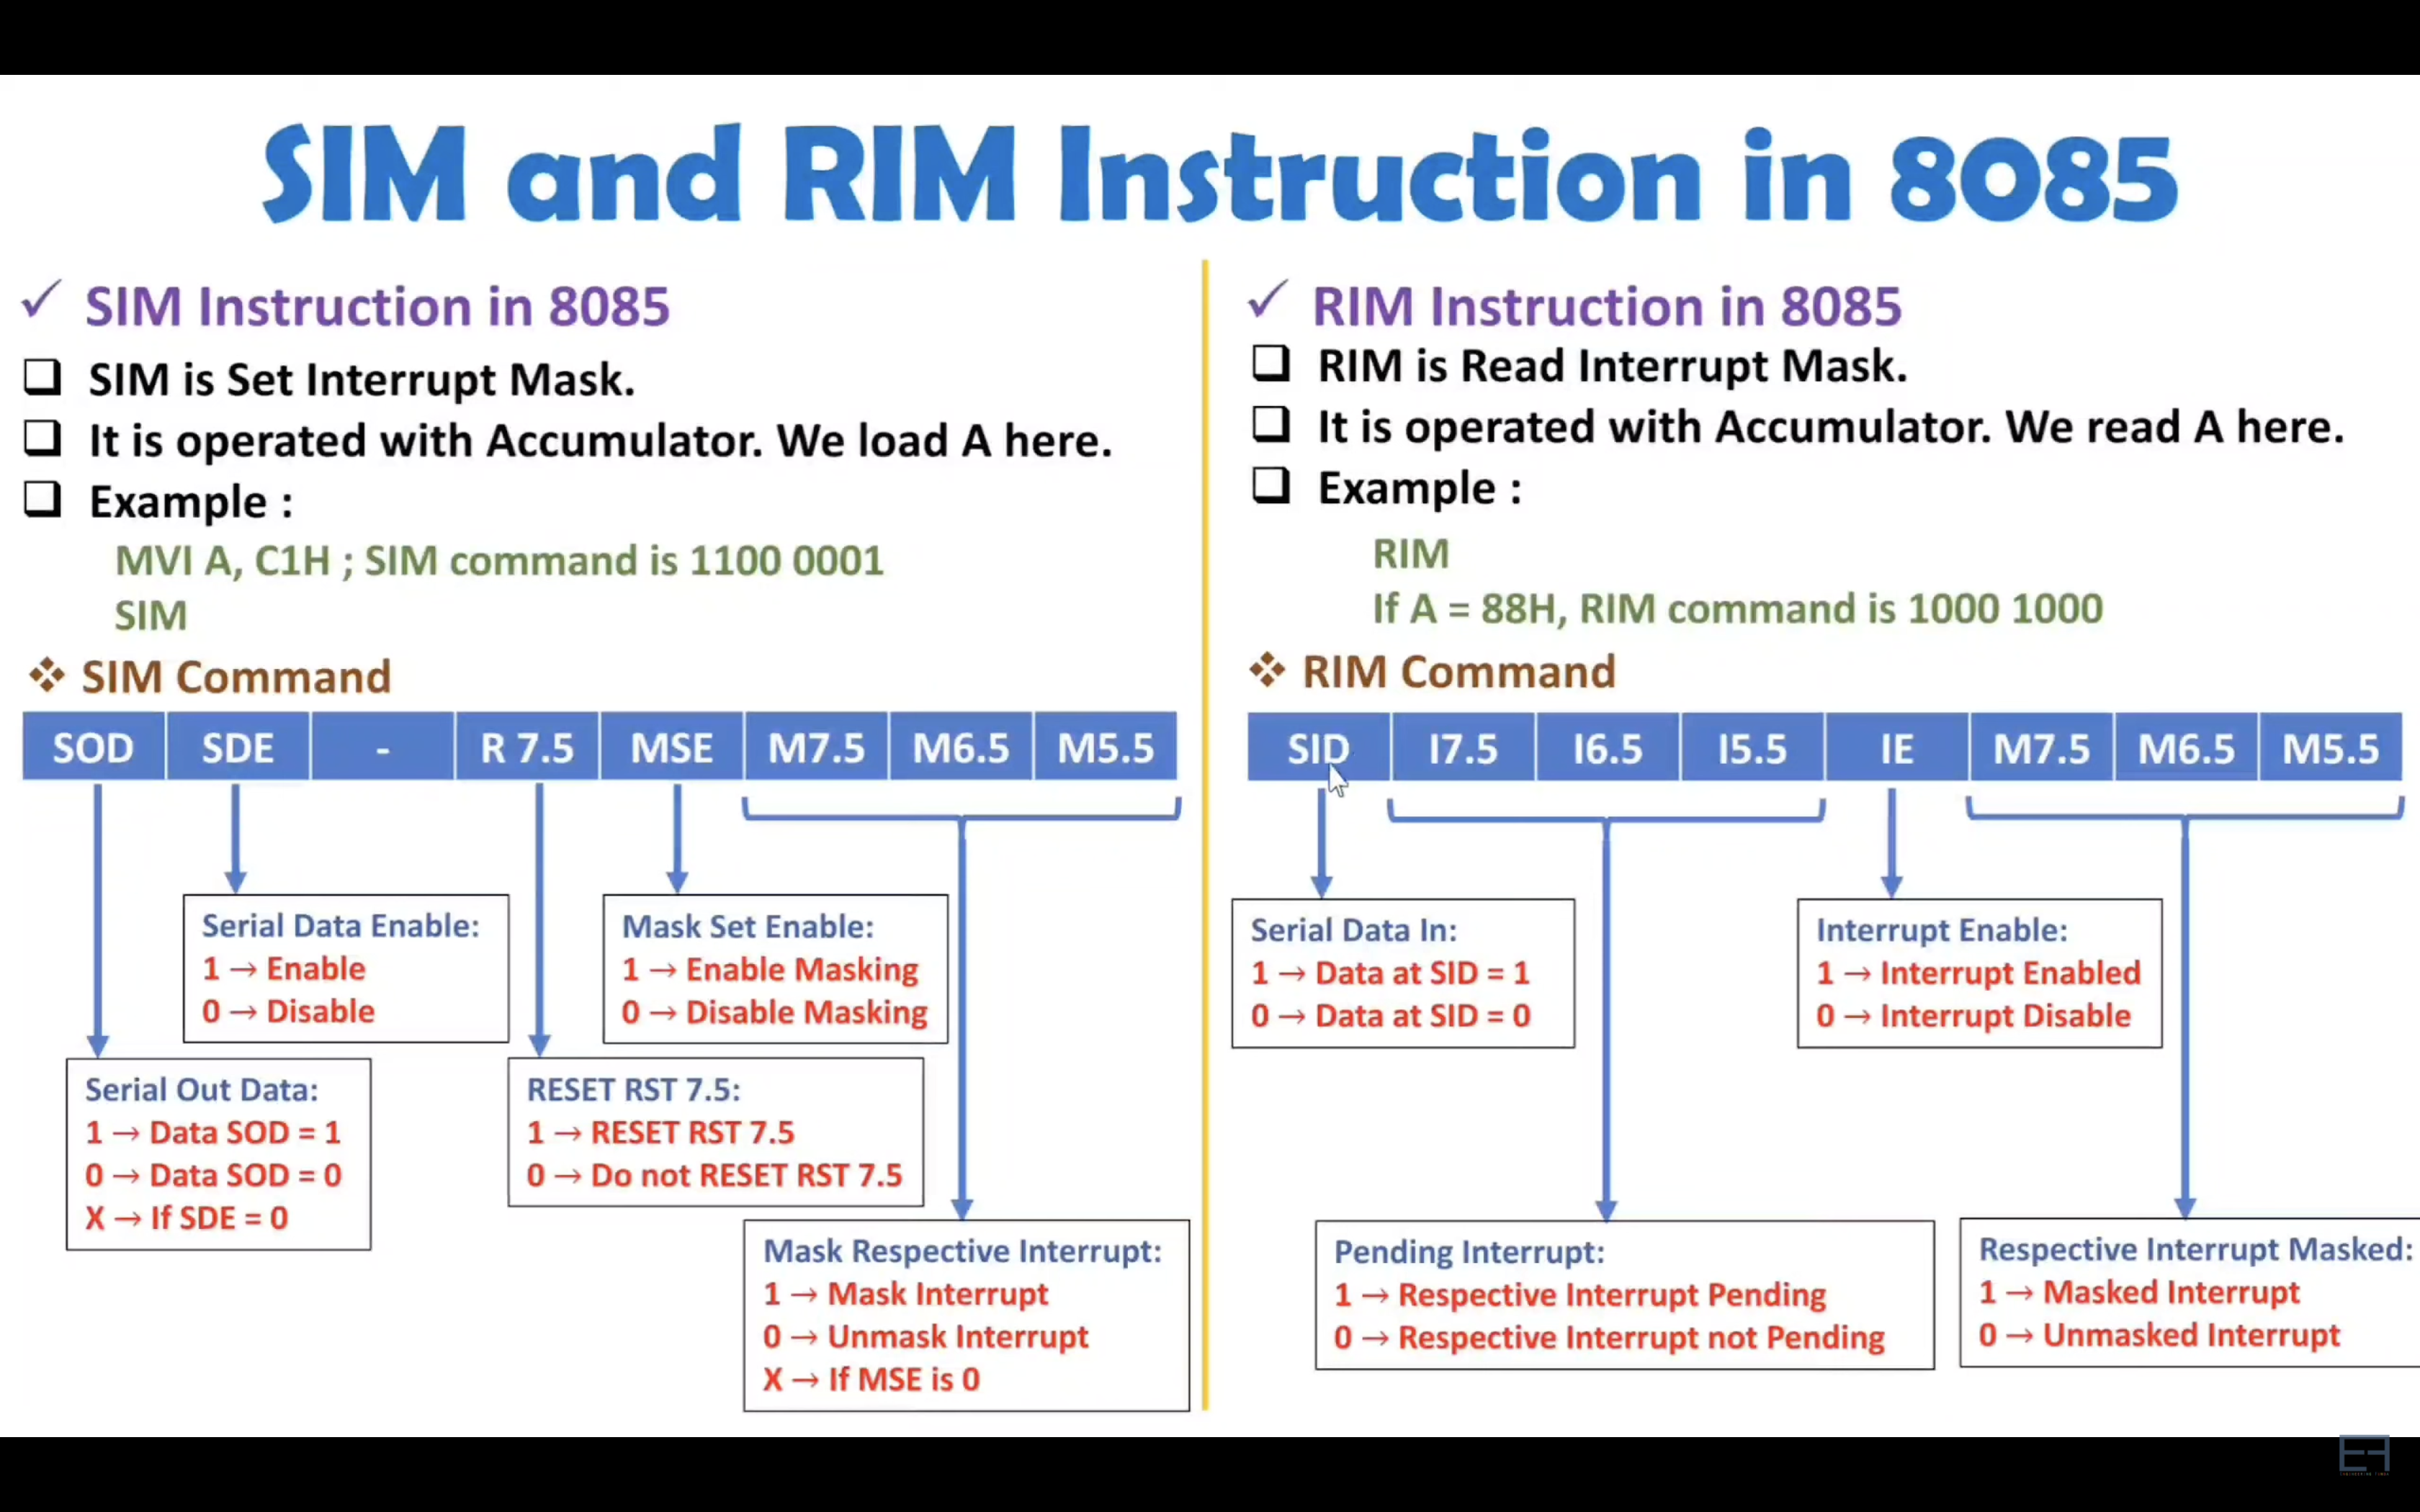 SIM and RIM Instruction in 8085
✓ SIM Instruction in 8085
❑ SIM is Set Interrupt Mask.
❑ It is operated with Accumulator. We load A here.
❑ Example :
MVI A, C1H ; SIM command is 1100 0001
SIM
❖ SIM Command
SOD SDE - R 7.5 MSE M7.5 M6.5 M5.5
Serial Data Enable:
1 → Enable
0 → Disable
Mask Set Enable:
1 → Enable Masking
0 → Disable Masking
Serial Out Data:
1 → Data SOD = 1
0 → Data SOD = 0
X → If SDE = 0
RESET RST 7.5:
1 → RESET RST 7.5
0 → Do not RESET RST 7.5
Mask Respective Interrupt:
1 → Mask Interrupt
0 → Unmask Interrupt
X → If MSE is 0
✓ RIM Instruction in 8085
❑ RIM is Read Interrupt Mask.
❑ It is operated with Accumulator. We read A here.
❑ Example :
RIM
If A = 88H, RIM command is 1000 1000
❖ RIM Command
SID I7.5 I6.5 I5.5 IE M7.5 M6.5 M5.5
Serial Data In:
1 → Data at SID = 1
0 → Data at SID = 0
Interrupt Enable:
1 → Interrupt Enabled
0 → Interrupt Disable
Pending Interrupt:
1 → Respective Interrupt Pending
0 → Respective Interrupt not Pending
Respective Interrupt Masked:
1 → Masked Interrupt
0 → Unmasked Interrupt